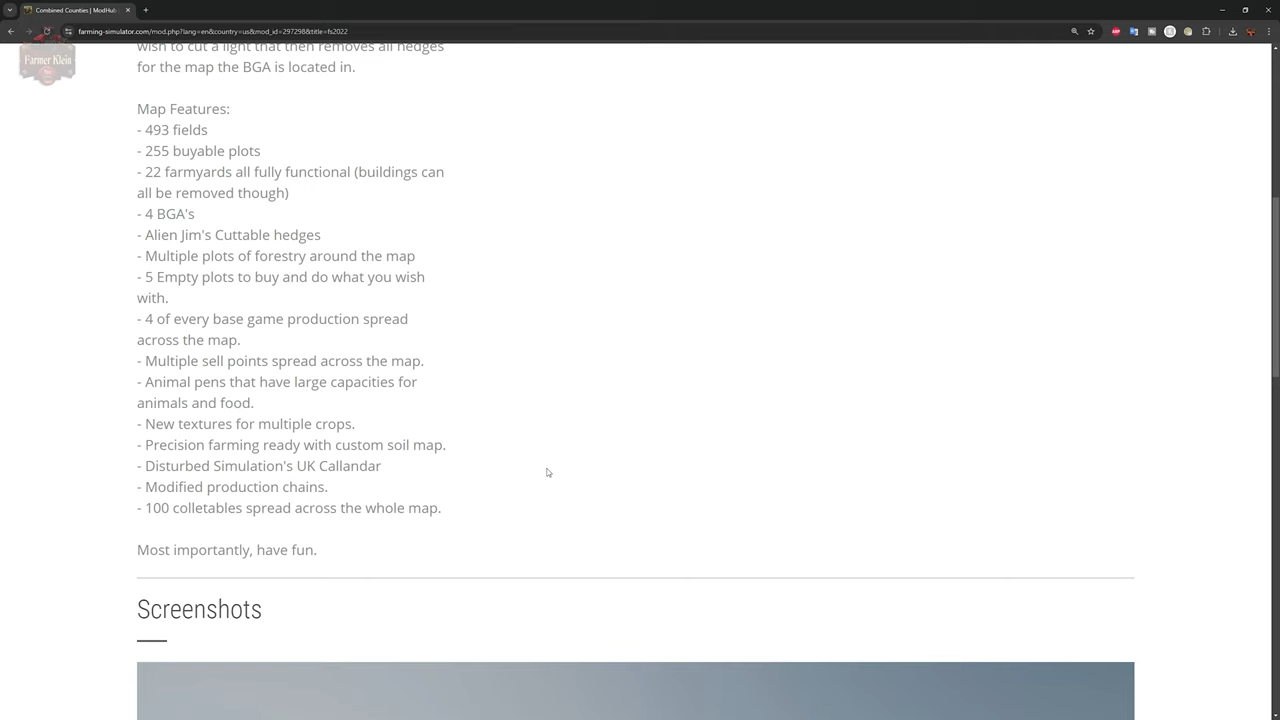 Combined Counties | ModHub
farming-simulator.com/mod.php?lang=en&country=us&mod_id=297298&title=fs2022
Farmer Klein
wish to cut a light that then removes all hedges
for the map the BGA is located in.
Map Features:
- 493 fields
- 255 buyable plots
- 22 farmyards all fully functional (buildings can
all be removed though)
- 4 BGA's
- Alien Jim's Cuttable hedges
- Multiple plots of forestry around the map
- 5 Empty plots to buy and do what you wish
with.
- 4 of every base game production spread
across the map.
- Multiple sell points spread across the map.
- Animal pens that have large capacities for
animals and food.
- New textures for multiple crops.
- Precision farming ready with custom soil map.
- Disturbed Simulation's UK Callandar
- Modified production chains.
- 100 colletables spread across the whole map.
Most importantly, have fun.
Screenshots